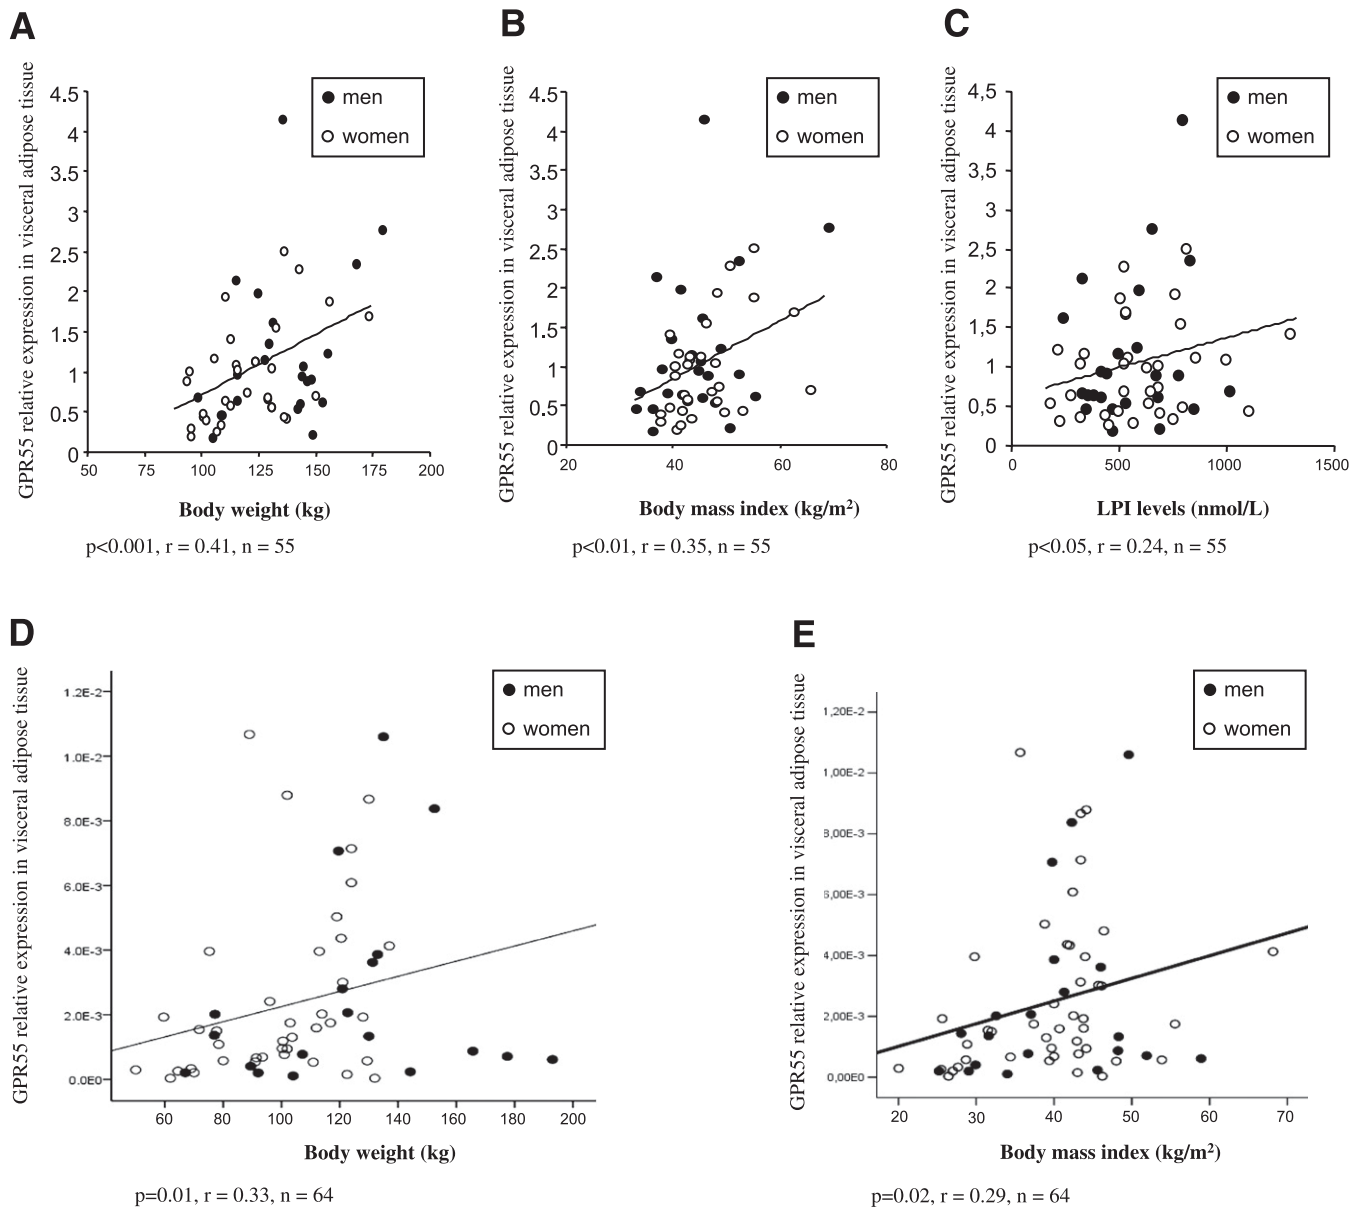 A
B
C
GPR55 relative expression in visceral adipose tissue
4.5
4
3.5
3
2.5
2
1.5
1
0.5
0
50
75
100
125
150
175
200
men
women
Body weight (kg)
p<0.001, r = 0.41, n = 55
GPR55 relative expression in visceral adipose tissue
4.5
4
3.5
3
2.5
2
1.5
1
0.5
0
20
40
60
80
men
women
Body mass index (kg/m²)
p<0.01, r = 0.35, n = 55
GPR55 relative expression in visceral adipose tissue
4,5
4
3,5
3
2,5
2
1,5
1
0,5
0
0
500
1000
1500
men
women
LPI levels (nmol/L)
p<0.05, r = 0.24, n = 55
D
GPR55 relative expression in visceral adipose tissue
1.2E-2
1.0E-2
8.0E-3
6.0E-3
4.0E-3
2.0E-3
0.0E0
60
80
100
120
140
160
180
200
men
women
Body weight (kg)
p=0.01, r = 0.33, n = 64
E
GPR55 relative expression in visceral adipose tissue
1,20E-2
1,00E-2
8,00E-3
6,00E-3
4,00E-3
2,00E-3
0,00E0
20
30
40
50
60
70
men
women
Body mass index (kg/m²)
p=0.02, r = 0.29, n = 64